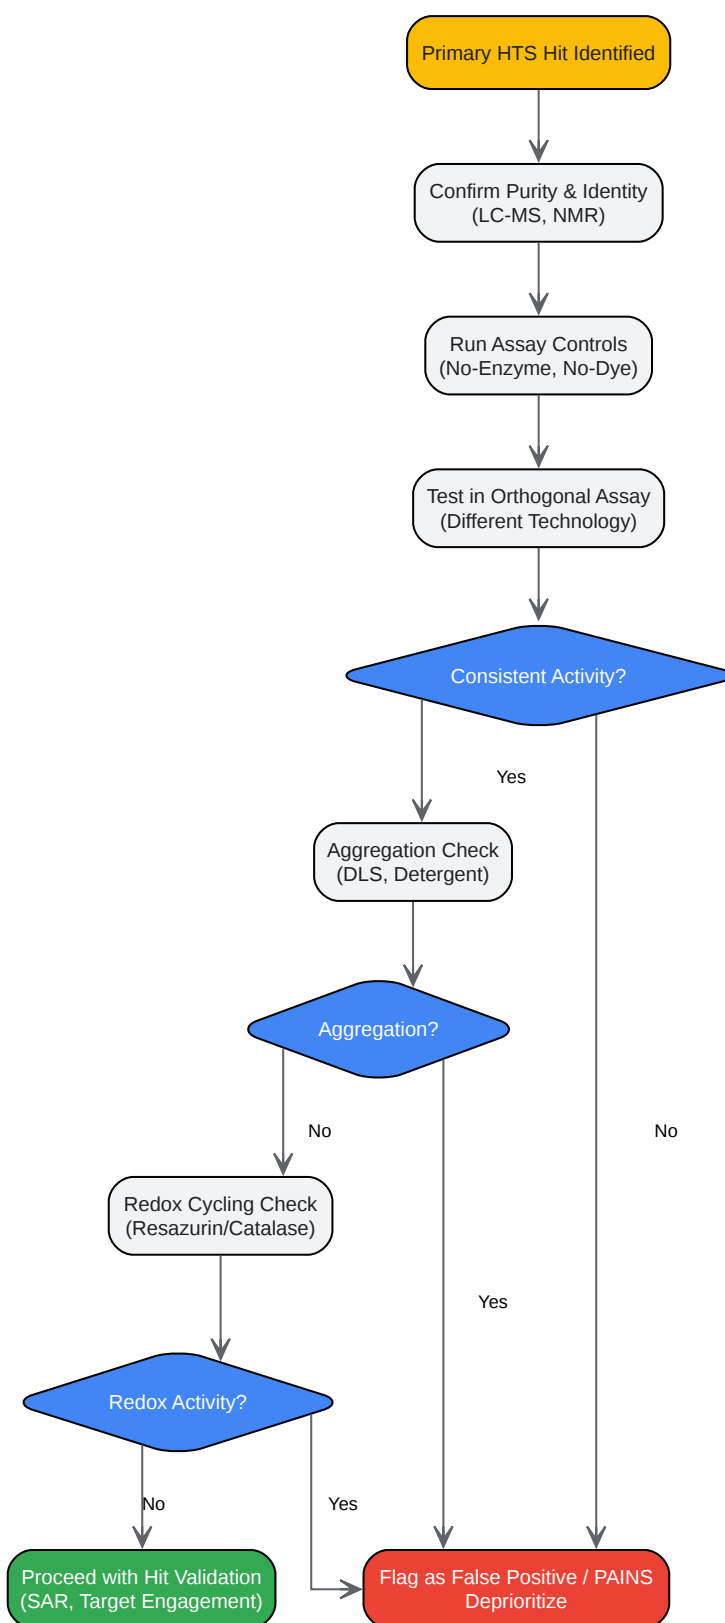 Primary HTS Hit Identified
Confirm Purity & Identity
(LC-MS, NMR)
Run Assay Controls
(No-Enzyme, No-Dye)
Test in Orthogonal Assay
(Different Technology)
Consistent Activity?
Yes
Aggregation Check
(DLS, Detergent)
Aggregation?
No
No
Redox Cycling Check
(Resazurin/Catalase)
Yes
Redox Activity?
No
Yes
Proceed with Hit Validation
(SAR, Target Engagement)
Flag as False Positive / PAINS
Deprioritize